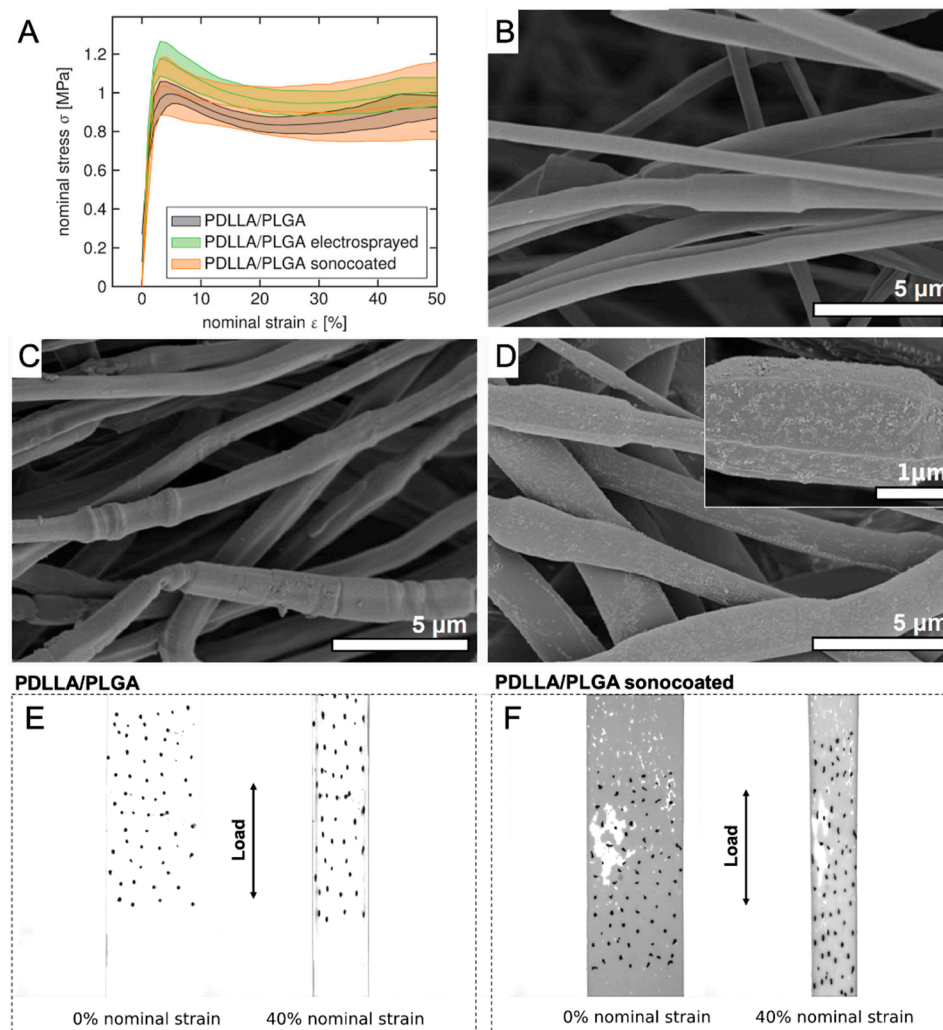 A
1.2
1
0.8
0.6
0.4
0.2
0
nominal stress σ [MPa]
PDLLA/PLGA
PDLLA/PLGA electrosprayed
PDLLA/PLGA sonocoated
0 10 20 30 40 50
nominal strain ε [%]
B
5 µm
C
5 µm
D
1µm
5 µm
PDLLA/PLGA
E
Load
0% nominal strain 40% nominal strain
PDLLA/PLGA sonocoated
F
Load
0% nominal strain 40% nominal strain